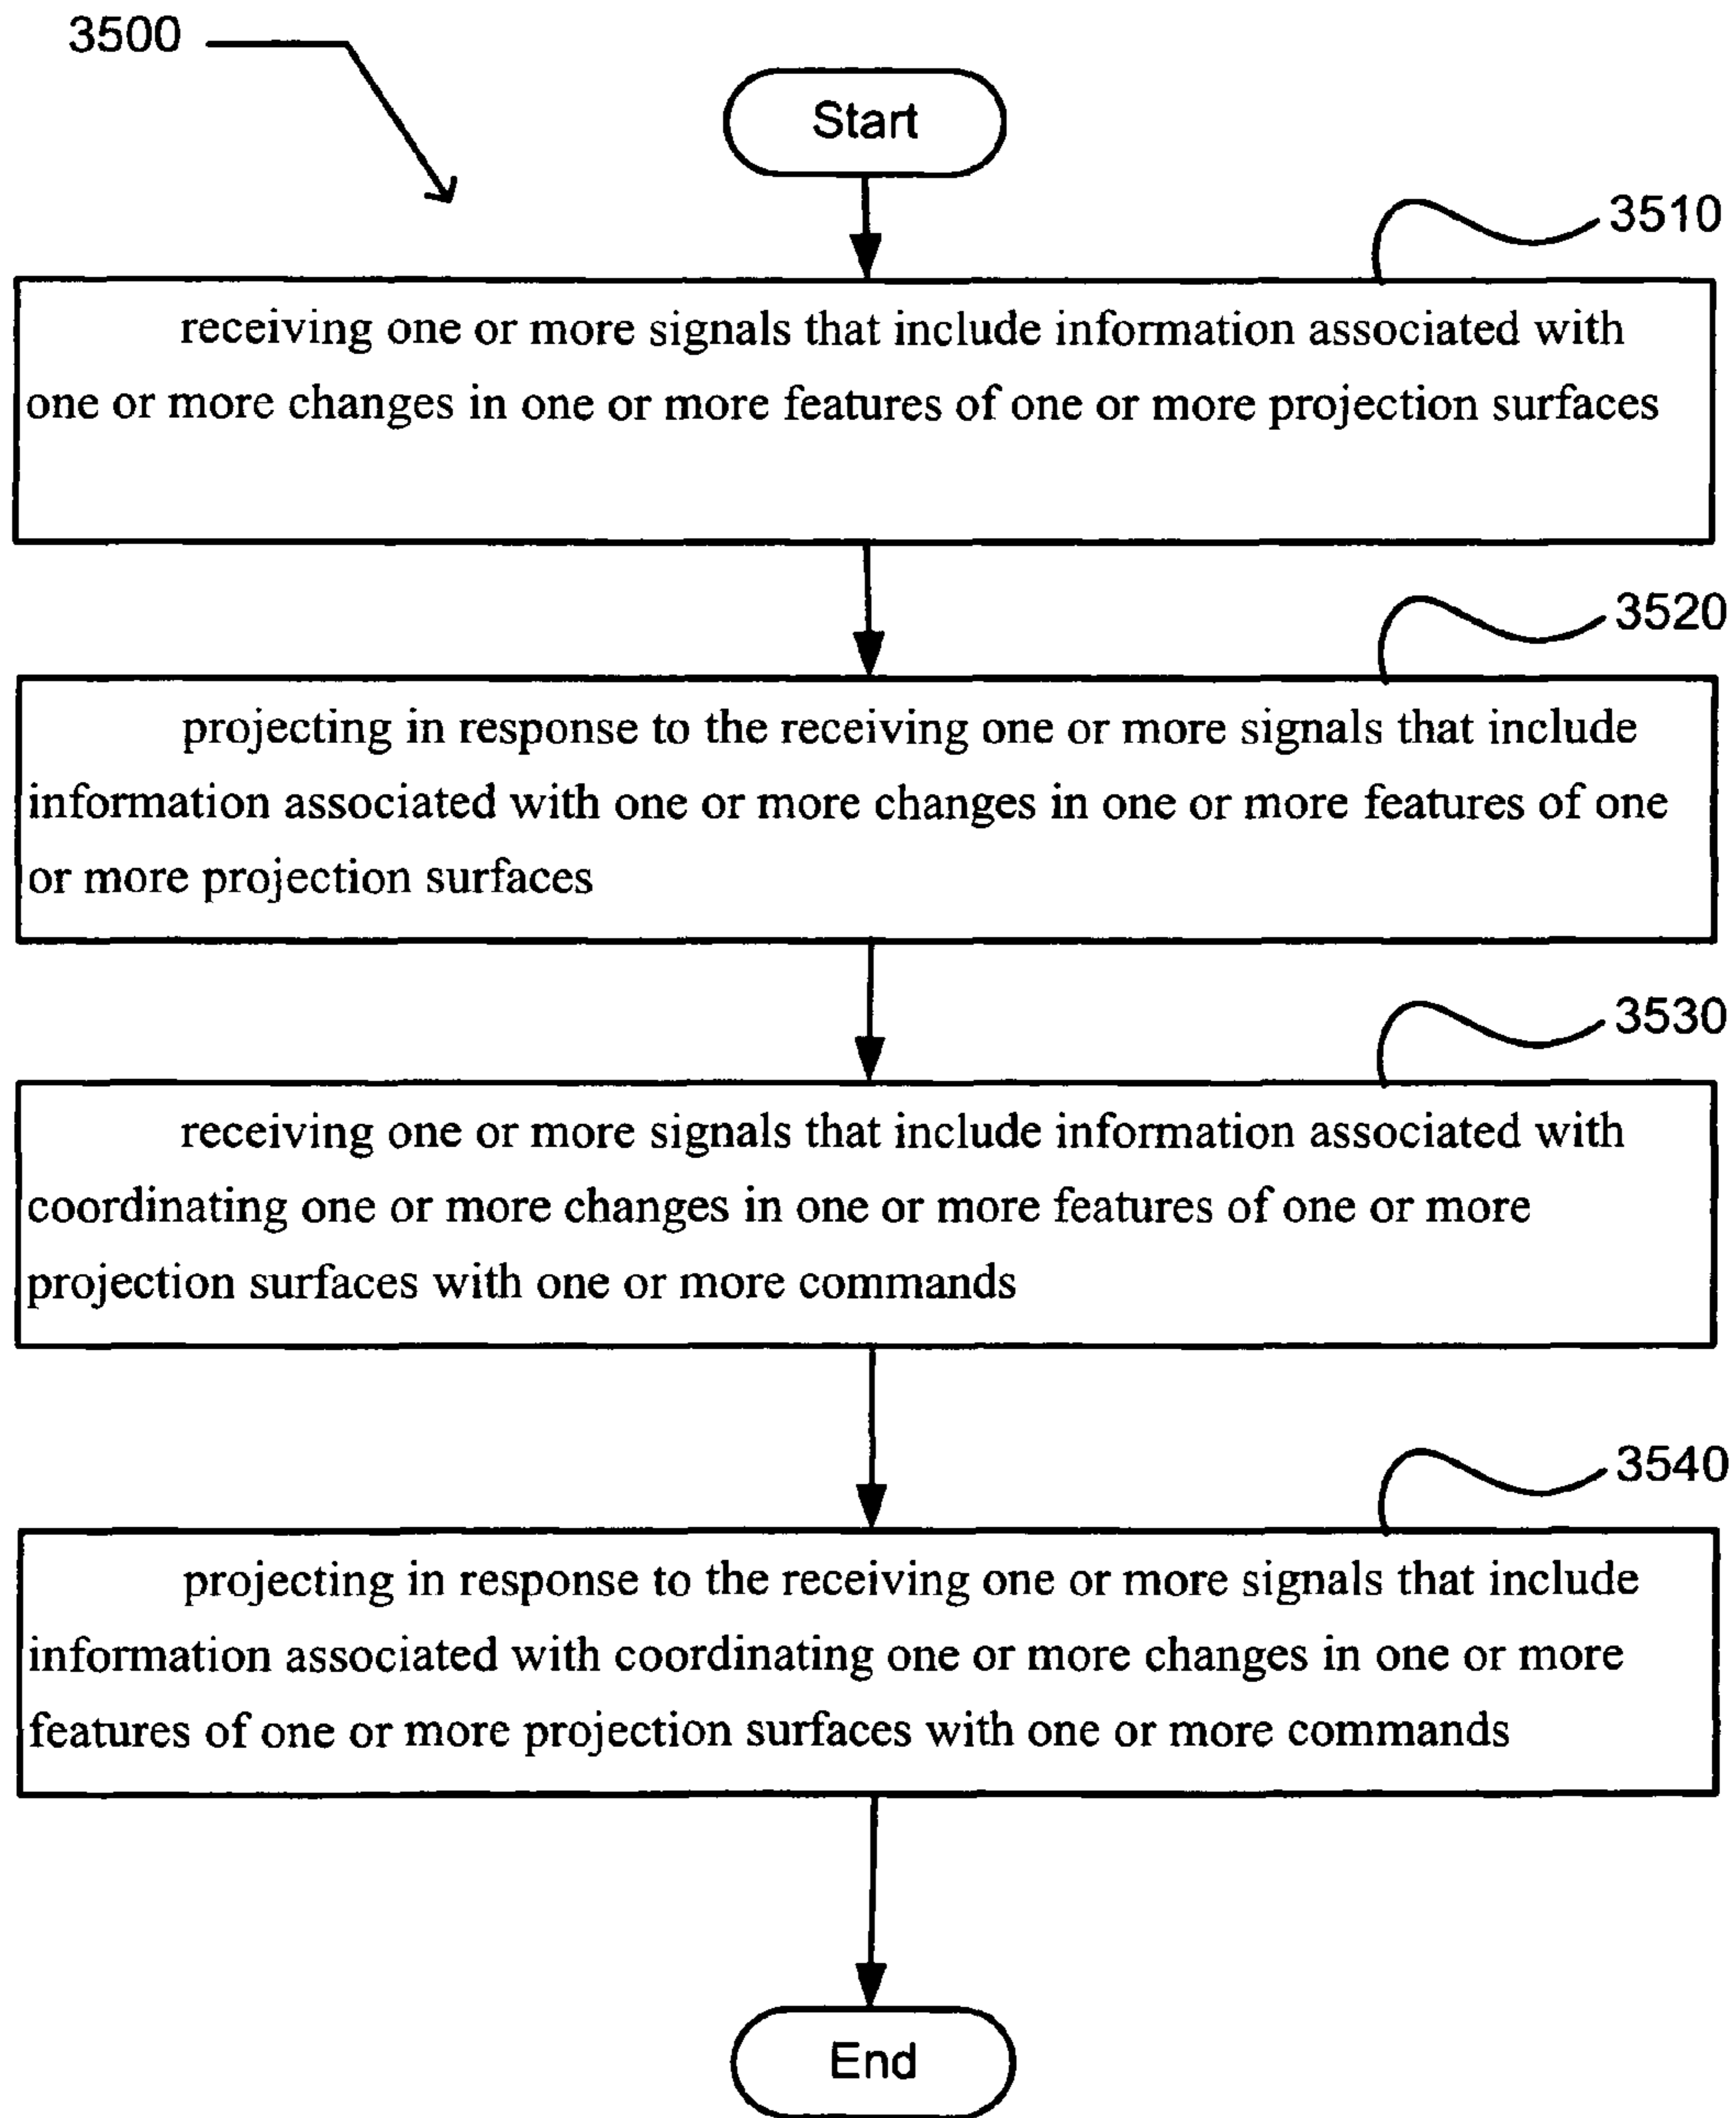 3500
Start
3510
receiving one or more signals that include information associated with
one or more changes in one or more features of one or more projection surfaces
3520
projecting in response to the receiving one or more signals that include
information associated with one or more changes in one or more features of one
or more projection surfaces
3530
receiving one or more signals that include information associated with
coordinating one or more changes in one or more features of one or more
projection surfaces with one or more commands
3540
projecting in response to the receiving one or more signals that include
information associated with coordinating one or more changes in one or more
features of one or more projection surfaces with one or more commands
End